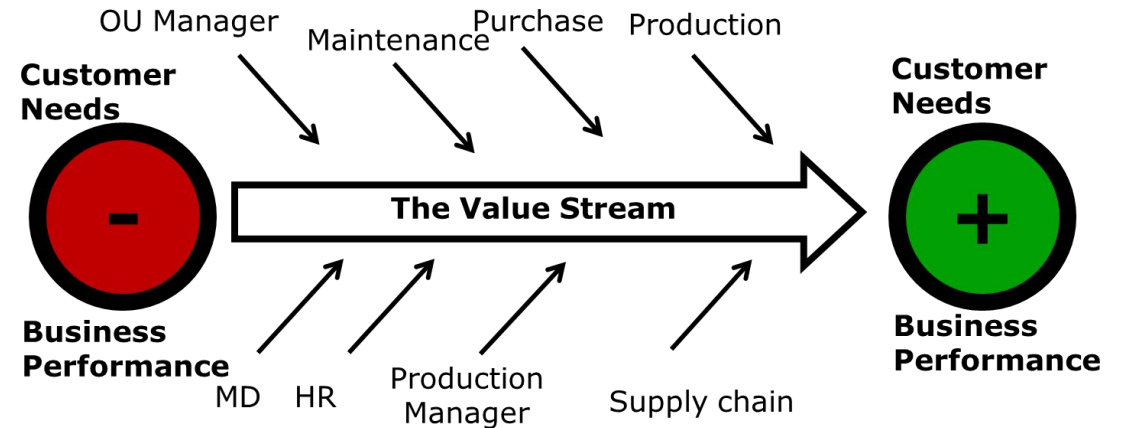 OU Manager
Maintenance
Purchase
Production
Customer
Needs
Customer
Needs
-
The Value Stream
+
Business
Performance
Business
Performance
MD
HR
Production
Manager
Supply chain